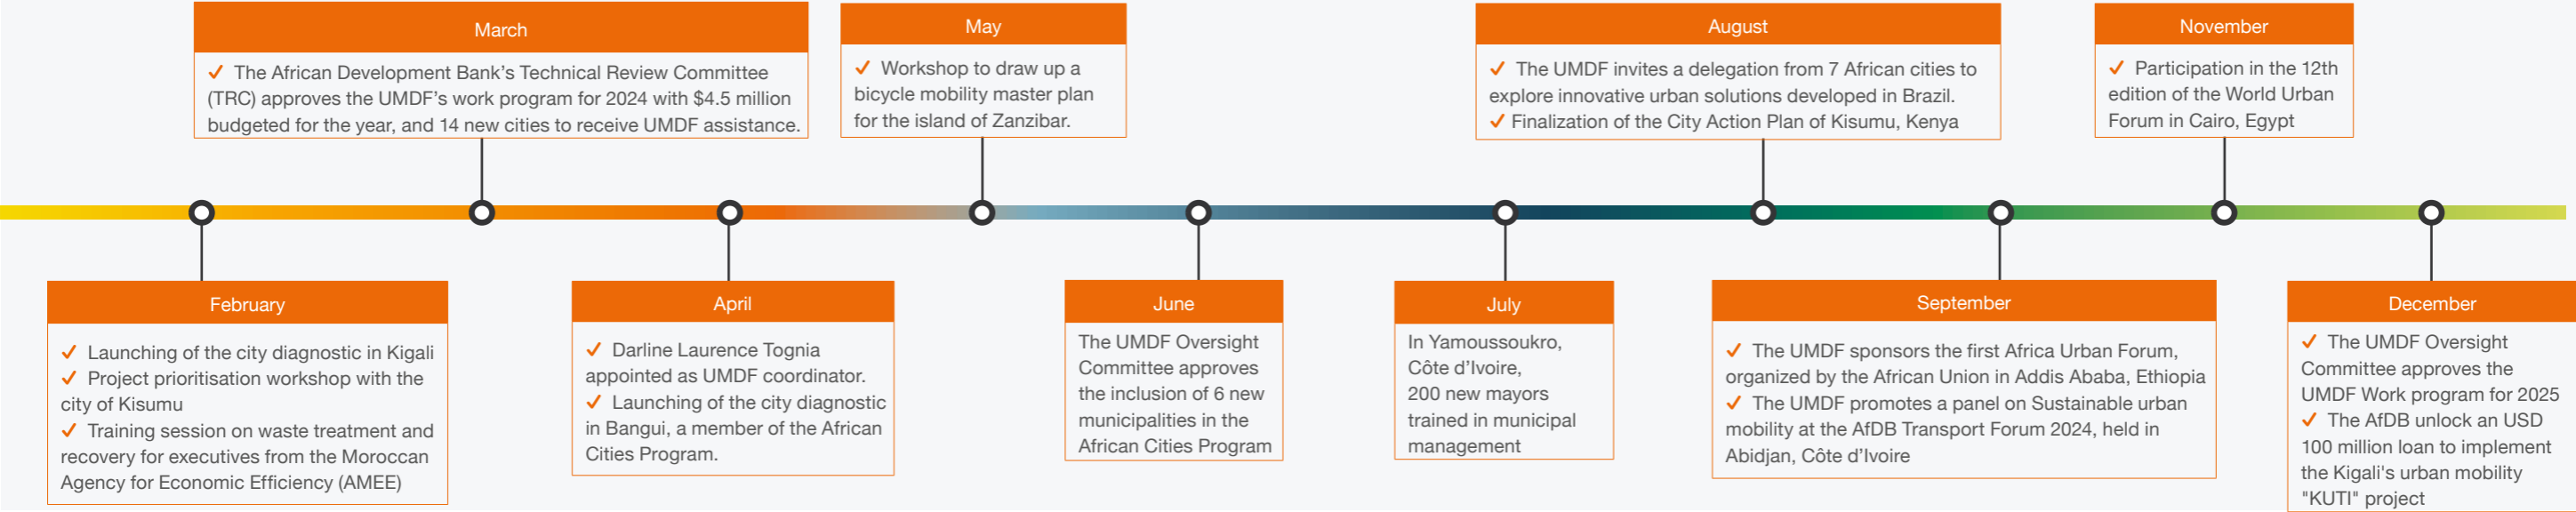 March
✓ The African Development Bank's Technical Review Committee
(TRC) approves the UMDF's work program for 2024 with $4.5 million
budgeted for the year, and 14 new cities to receive UMDF assistance.
May
✓ Workshop to draw up a
bicycle mobility master plan
for the island of Zanzibar.
August
✓ The UMDF invites a delegation from 7 African cities to
explore innovative urban solutions developed in Brazil.
✓ Finalization of the City Action Plan of Kisumu, Kenya
November
✓ Participation in the 12th
edition of the World Urban
Forum in Cairo, Egypt
February
✓ Launching of the city diagnostic in Kigali
✓ Project prioritisation workshop with the
city of Kisumu
✓ Training session on waste treatment and
recovery for executives from the Moroccan
Agency for Economic Efficiency (AMEE)
April
✓ Darline Laurence Tognia
appointed as UMDF coordinator.
✓ Launching of the city diagnostic
in Bangui, a member of the African
Cities Program.
June
The UMDF Oversight
Committee approves
the inclusion of 6 new
municipalities in the
African Cities Program
July
In Yamoussoukro,
Côte d'Ivoire,
200 new mayors
trained in municipal
management
September
✓ The UMDF sponsors the first Africa Urban Forum,
organized by the African Union in Addis Ababa, Ethiopia
✓ The UMDF promotes a panel on Sustainable urban
mobility at the AfDB Transport Forum 2024, held in
Abidjan, Côte d'Ivoire
December
✓ The UMDF Oversight
Committee approves the
UMDF Work program for 2025
✓ The AfDB unlock an USD
100 million loan to implement
the Kigali's urban mobility
"KUTI" project